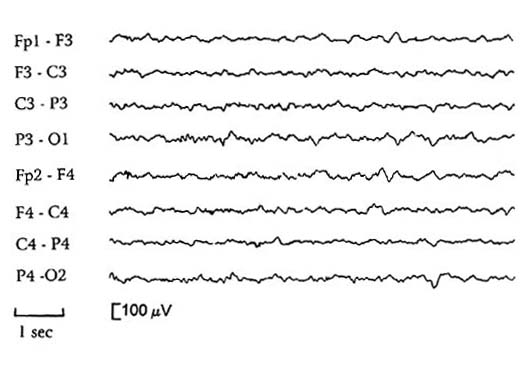 Fp1 - F3
F3 - C3
C3 - P3
P3 - O1
Fp2 - F4
F4 - C4
C4 - P4
P4 -O2
1 sec
100 µV